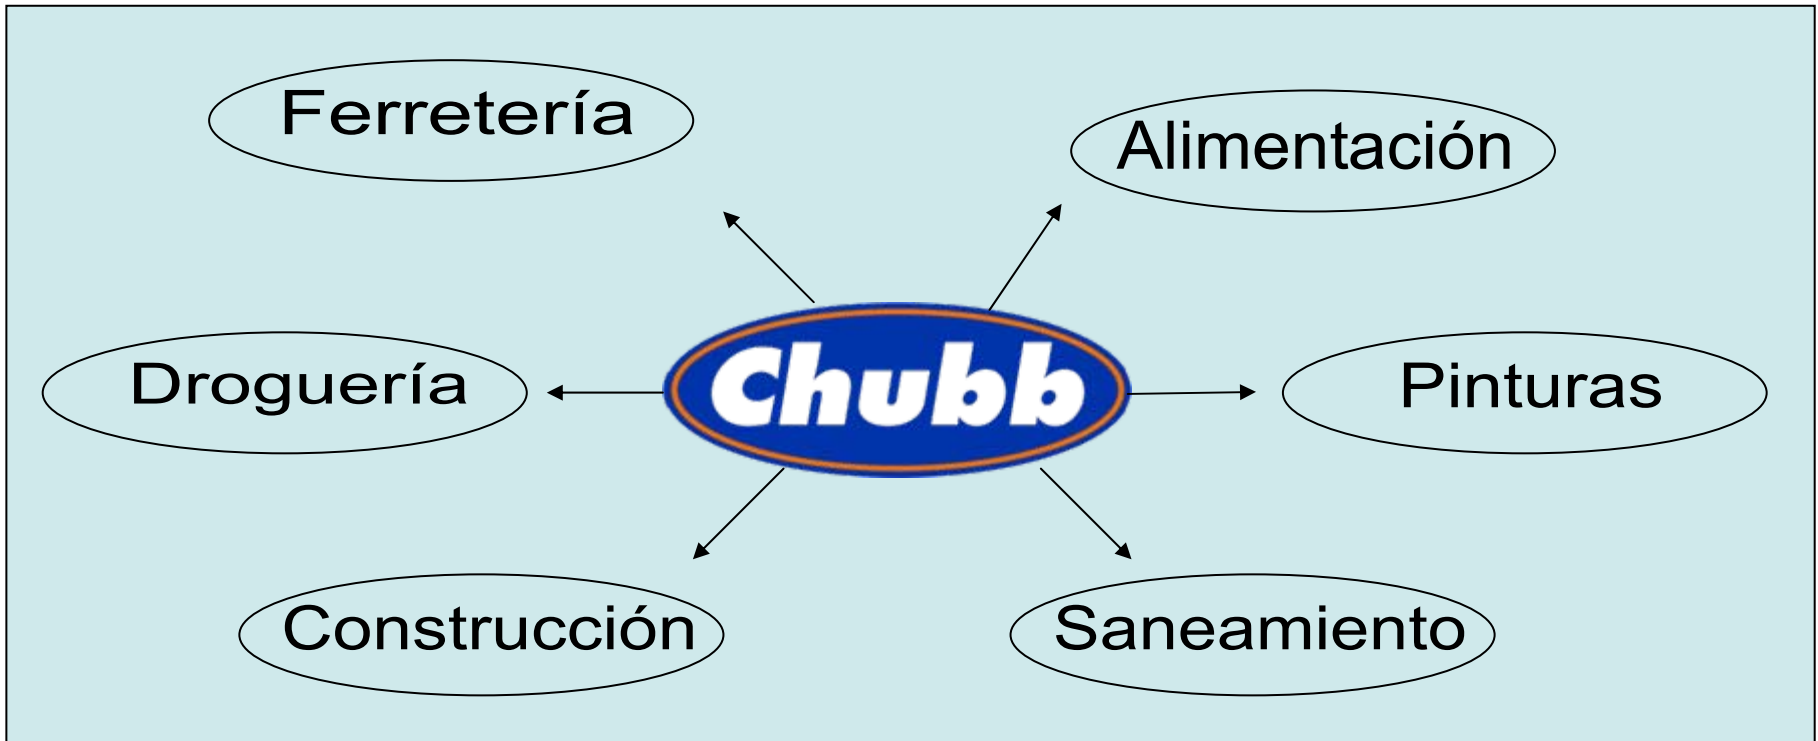 Ferretería
Alimentación
Droguería
Chubb
Pinturas
Construcción
Saneamiento